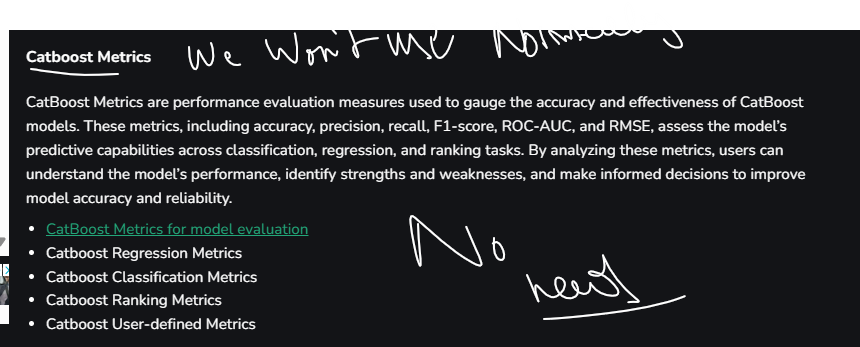 We Won't use Normally
Catboost Metrics
CatBoost Metrics are performance evaluation measures used to gauge the accuracy and effectiveness of CatBoost
models. These metrics, including accuracy, precision, recall, F1-score, ROC-AUC, and RMSE, assess the model's
predictive capabilities across classification, regression, and ranking tasks. By analyzing these metrics, users can
understand the model's performance, identify strengths and weaknesses, and make informed decisions to improve
model accuracy and reliability.
• CatBoost Metrics for model evaluation
• Catboost Regression Metrics
• Catboost Classification Metrics
• Catboost Ranking Metrics
• Catboost User-defined Metrics
No